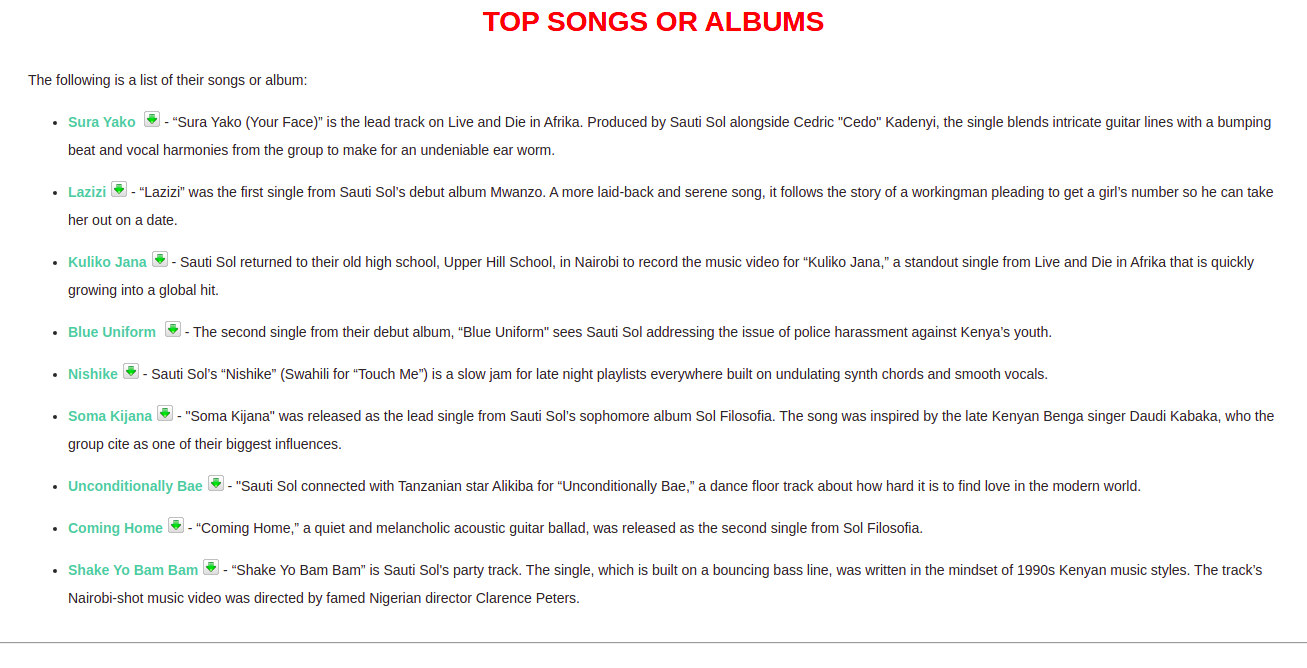 TOP SONGS OR ALBUMS
The following is a list of their songs or album:
• Sura Yako - “Sura Yako (Your Face)” is the lead track on Live and Die in Afrika. Produced by Sauti Sol alongside Cedric "Cedo" Kadenyi, the single blends intricate guitar lines with a bumping
beat and vocal harmonies from the group to make for an undeniable ear worm.
• Lazizi - “Lazizi” was the first single from Sauti Sol’s debut album Mwanzo. A more laid-back and serene song, it follows the story of a workingman pleading to get a girl’s number so he can take
her out on a date.
• Kuliko Jana - Sauti Sol returned to their old high school, Upper Hill School, in Nairobi to record the music video for “Kuliko Jana,” a standout single from Live and Die in Afrika that is quickly
growing into a global hit.
• Blue Uniform - The second single from their debut album, “Blue Uniform" sees Sauti Sol addressing the issue of police harassment against Kenya’s youth.
• Nishike - Sauti Sol’s “Nishike” (Swahili for “Touch Me”) is a slow jam for late night playlists everywhere built on undulating synth chords and smooth vocals.
• Soma Kijana - "Soma Kijana" was released as the lead single from Sauti Sol’s sophomore album Sol Filosofia. The song was inspired by the late Kenyan Benga singer Daudi Kabaka, who the
group cite as one of their biggest influences.
• Unconditionally Bae - "Sauti Sol connected with Tanzanian star Alikiba for “Unconditionally Bae,” a dance floor track about how hard it is to find love in the modern world.
• Coming Home - “Coming Home,” a quiet and melancholic acoustic guitar ballad, was released as the second single from Sol Filosofia.
• Shake Yo Bam Bam - “Shake Yo Bam Bam” is Sauti Sol's party track. The single, which is built on a bouncing bass line, was written in the mindset of 1990s Kenyan music styles. The track’s
Nairobi-shot music video was directed by famed Nigerian director Clarence Peters.